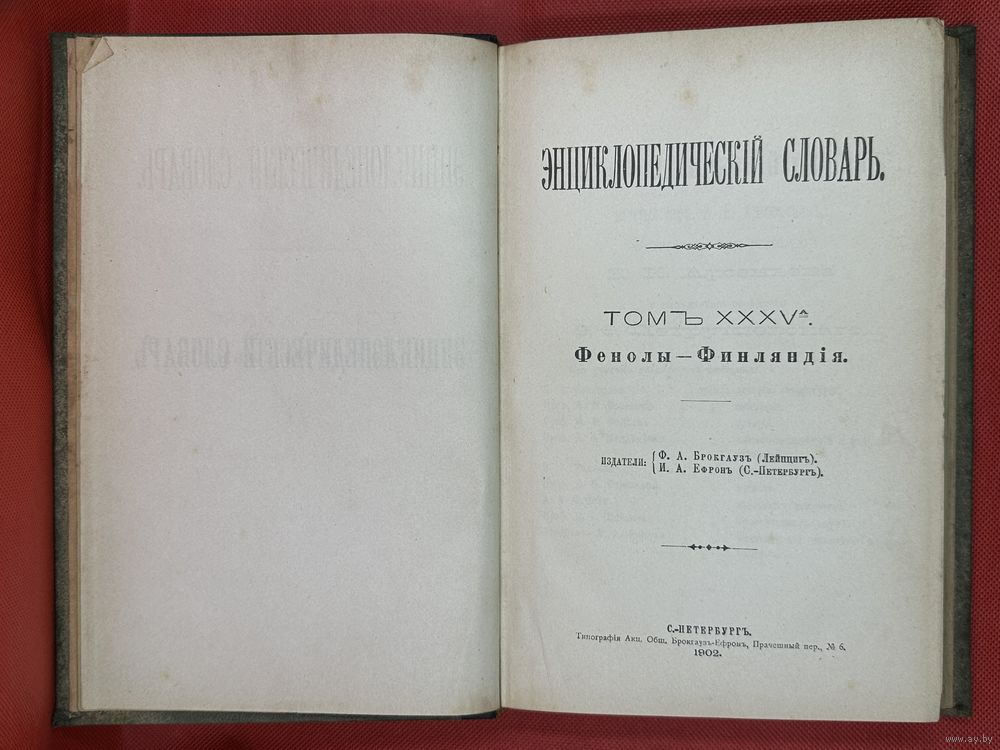 ЭНЦИКЛОПЕДИЧЕСКІЙ СЛОВАРЬ.
ТОМЪ XXXVᴬ.
Фенолы — Финляндія.
ИЗДАТЕЛИ: { Ф. А. БРОКГАУЗЪ (ЛЕЙПЦИГЪ).
И. А. ЕФРОНЪ (С.-ПЕТЕРБУРГЪ).
С.-ПЕТЕРБУРГЪ.
Типографія Акц. Общ. Брокгаузъ-Ефронъ, Прачешный пер., № 6.
1902.
www.ay.by